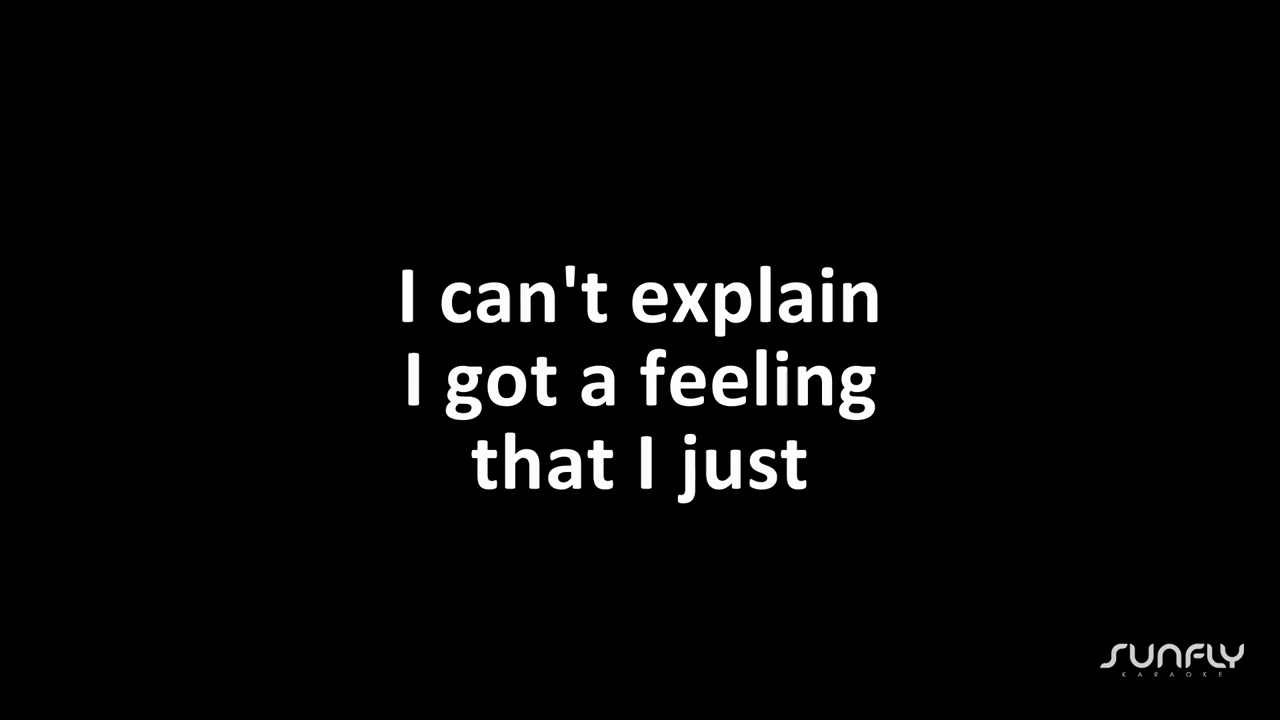 I can't explain
I got a feeling
that I just
SUNFLY
KARAOKE